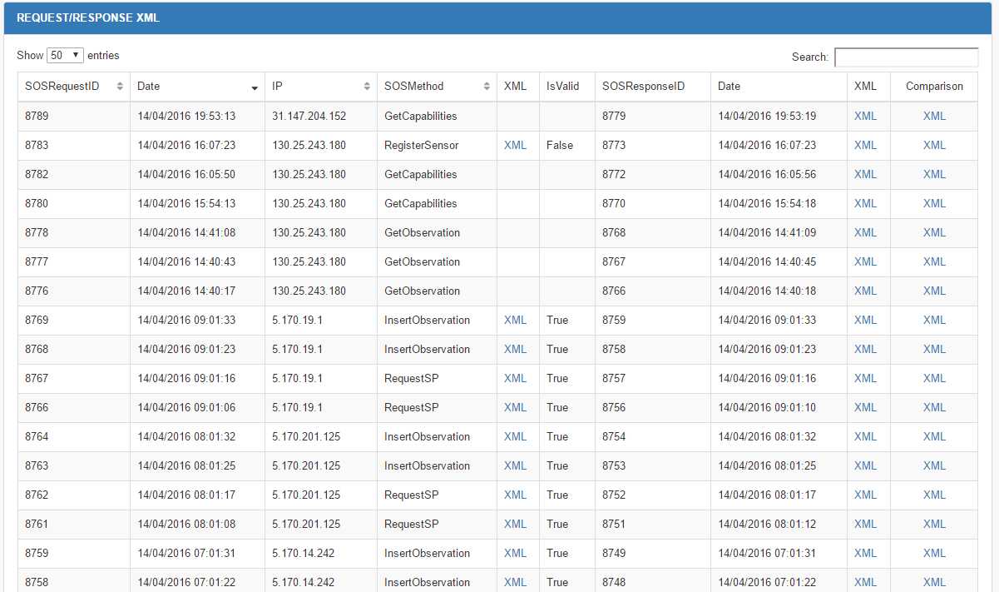 REQUEST/RESPONSE XML
Show 50 entries Search:
SOSRequestID Date IP SOSMethod XML IsValid SOSResponseID Date XML Comparison
8789 14/04/2016 19:53:13 31.147.204.152 GetCapabilities 8779 14/04/2016 19:53:19 XML XML
8783 14/04/2016 16:07:23 130.25.243.180 RegisterSensor XML False 8773 14/04/2016 16:07:23 XML XML
8782 14/04/2016 16:05:50 130.25.243.180 GetCapabilities 8772 14/04/2016 16:05:56 XML XML
8780 14/04/2016 15:54:13 130.25.243.180 GetCapabilities 8770 14/04/2016 15:54:18 XML XML
8778 14/04/2016 14:41:08 130.25.243.180 GetObservation 8768 14/04/2016 14:41:09 XML XML
8777 14/04/2016 14:40:43 130.25.243.180 GetObservation 8767 14/04/2016 14:40:45 XML XML
8776 14/04/2016 14:40:17 130.25.243.180 GetObservation 8766 14/04/2016 14:40:18 XML XML
8769 14/04/2016 09:01:33 5.170.19.1 InsertObservation XML True 8759 14/04/2016 09:01:33 XML XML
8768 14/04/2016 09:01:23 5.170.19.1 InsertObservation XML True 8758 14/04/2016 09:01:23 XML XML
8767 14/04/2016 09:01:16 5.170.19.1 RequestSP XML True 8757 14/04/2016 09:01:16 XML XML
8766 14/04/2016 09:01:06 5.170.19.1 RequestSP XML True 8756 14/04/2016 09:01:10 XML XML
8764 14/04/2016 08:01:32 5.170.201.125 InsertObservation XML True 8754 14/04/2016 08:01:32 XML XML
8763 14/04/2016 08:01:25 5.170.201.125 InsertObservation XML True 8753 14/04/2016 08:01:25 XML XML
8762 14/04/2016 08:01:17 5.170.201.125 RequestSP XML True 8752 14/04/2016 08:01:17 XML XML
8761 14/04/2016 08:01:08 5.170.201.125 RequestSP XML True 8751 14/04/2016 08:01:12 XML XML
8759 14/04/2016 07:01:31 5.170.14.242 InsertObservation XML True 8749 14/04/2016 07:01:31 XML XML
8758 14/04/2016 07:01:22 5.170.14.242 InsertObservation XML True 8748 14/04/2016 07:01:22 XML XML